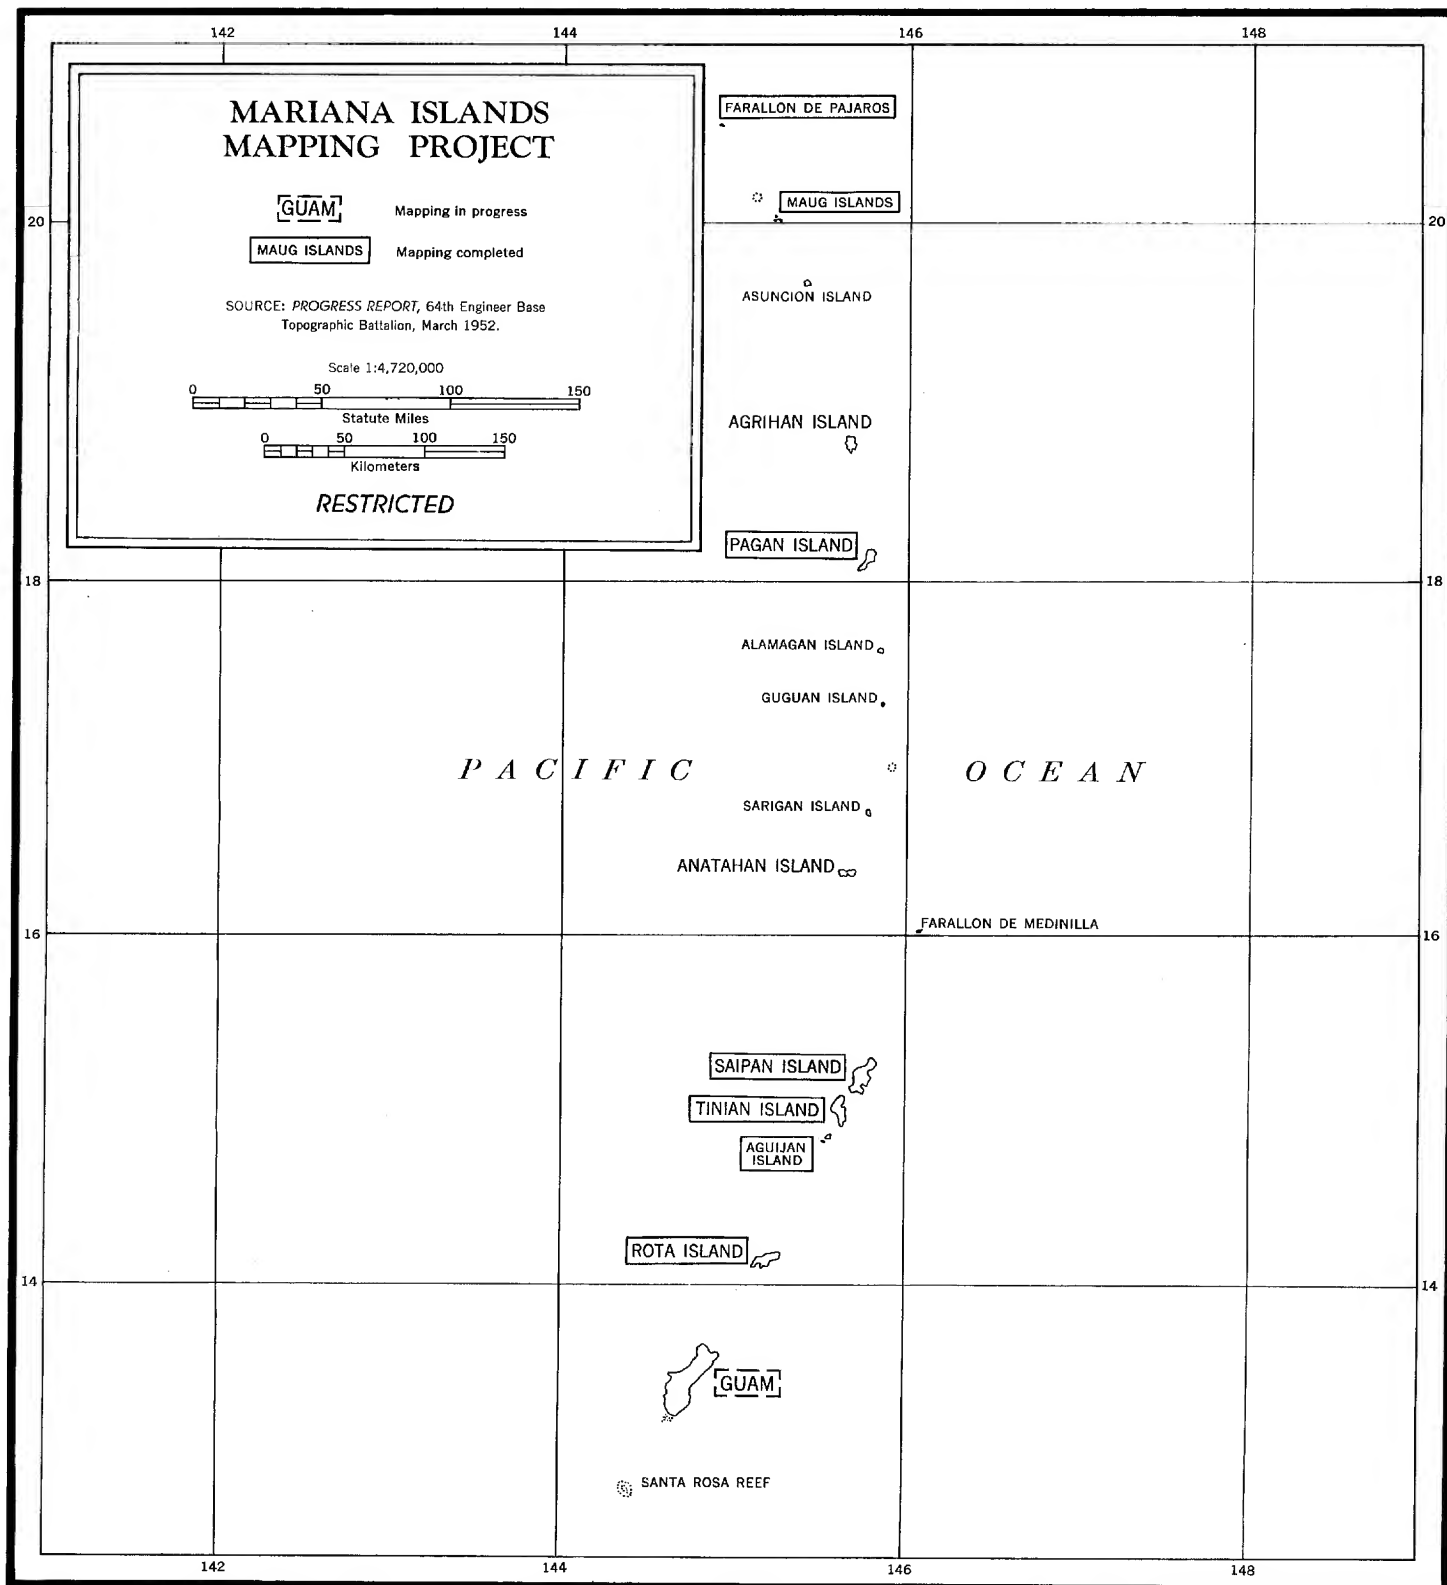 142 144 146 148
MARIANA ISLANDS
MAPPING PROJECT
GUAM Mapping in progress
MAUG ISLANDS Mapping completed
SOURCE: PROGRESS REPORT, 64th Engineer Base
Topographic Battalion, March 1952.
Scale 1:4,720,000
0 50 100 150
Statute Miles
0 50 100 150
Kilometers
RESTRICTED
FARALLON DE PAJAROS
MAUG ISLANDS
20 20
ASUNCION ISLAND
AGRIHAN ISLAND
PAGAN ISLAND
18 18
ALAMAGAN ISLAND
GUGUAN ISLAND
PACIFIC OCEAN
SARIGAN ISLAND
ANATAHAN ISLAND
FARALLON DE MEDINILLA
16 16
SAIPAN ISLAND
TINIAN ISLAND
AGUIJAN
ISLAND
ROTA ISLAND
14 14
GUAM
SANTA ROSA REEF
142 144 146 148